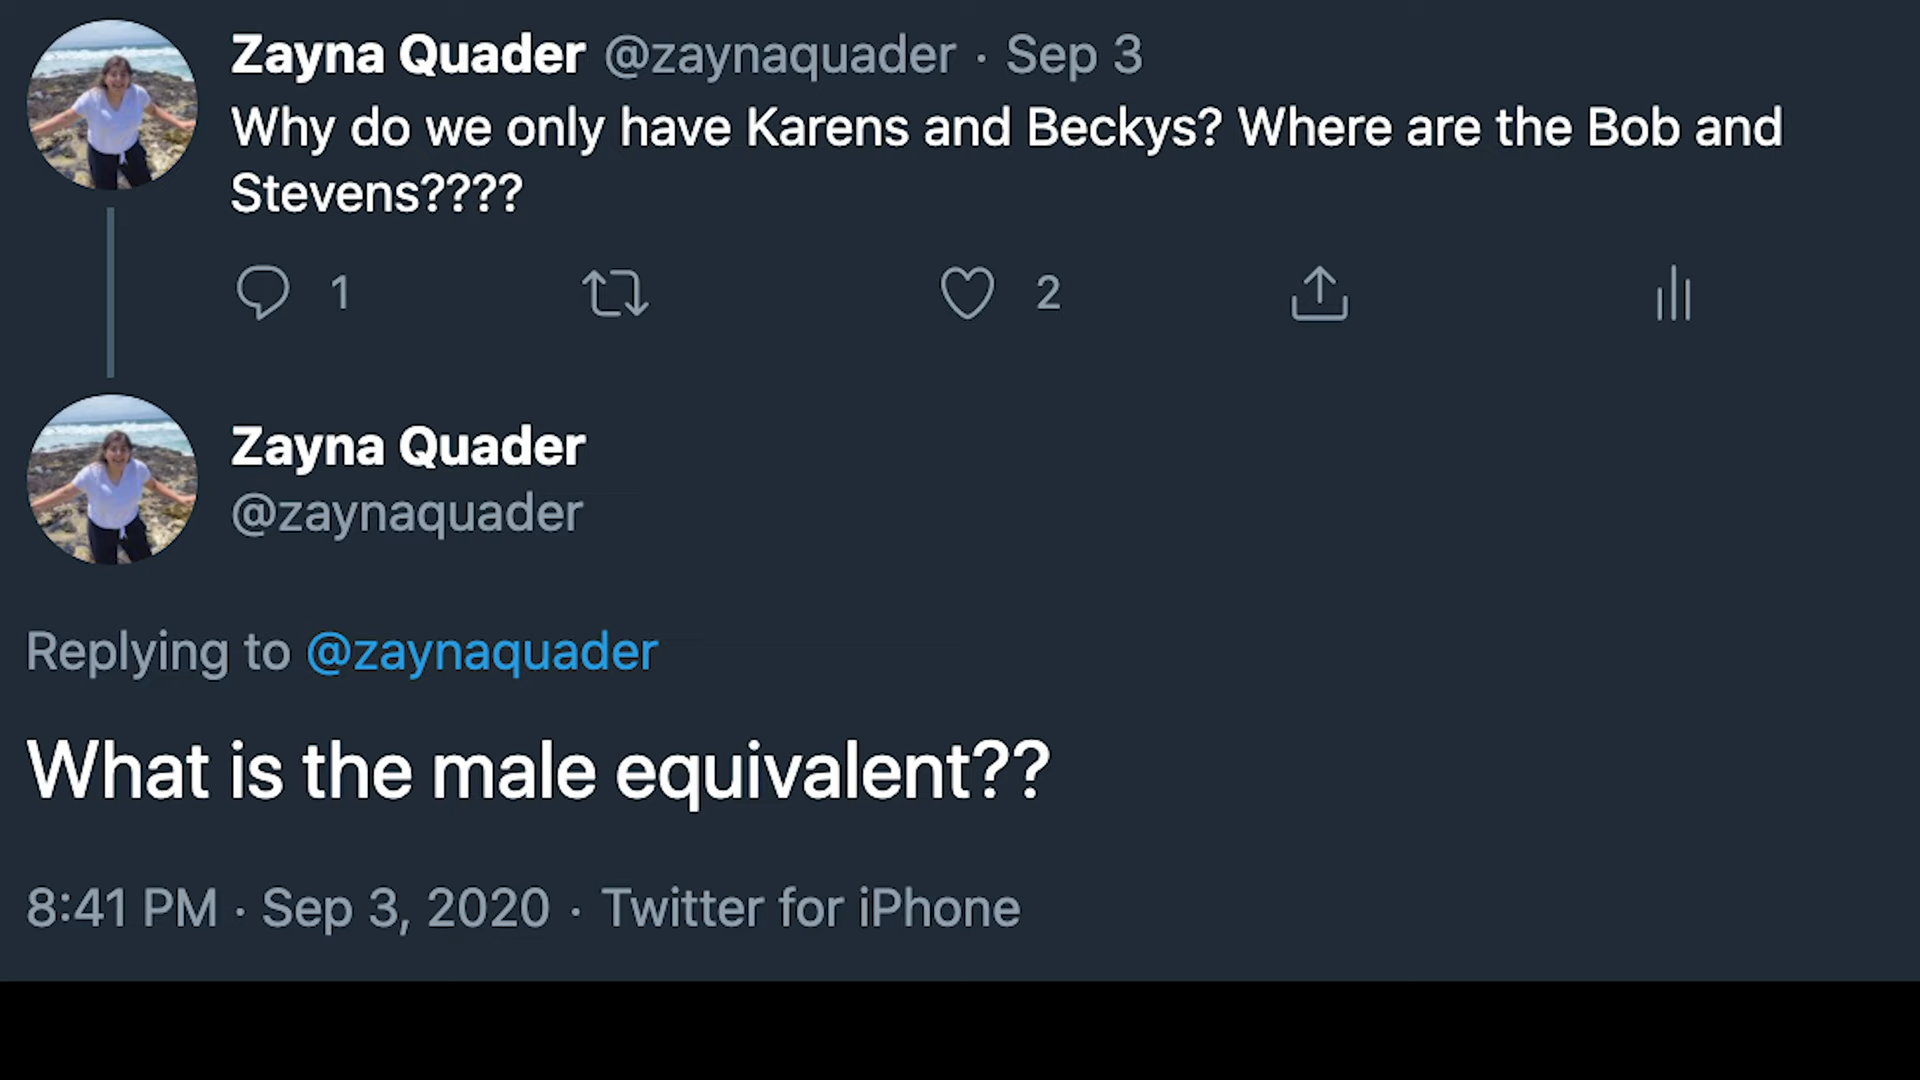 Zayna Quader @zaynaquader · Sep 3
Why do we only have Karens and Beckys? Where are the Bob and
Stevens????
1 2
Zayna Quader
@zaynaquader
Replying to @zaynaquader
What is the male equivalent??
8:41 PM · Sep 3, 2020 · Twitter for iPhone